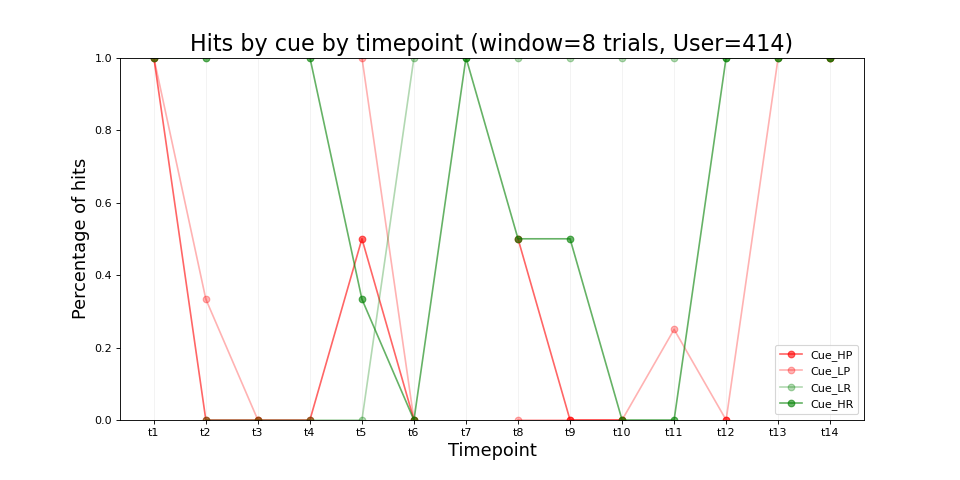 Hits by cue by timepoint (window=8 trials, User=414)
Percentage of hits
1.0
0.8
0.6
0.4
0.2
0.0
t1 t2 t3 t4 t5 t6 t7 t8 t9 t10 t11 t12 t13 t14
Timepoint
Cue_HP
Cue_LP
Cue_LR
Cue_HR